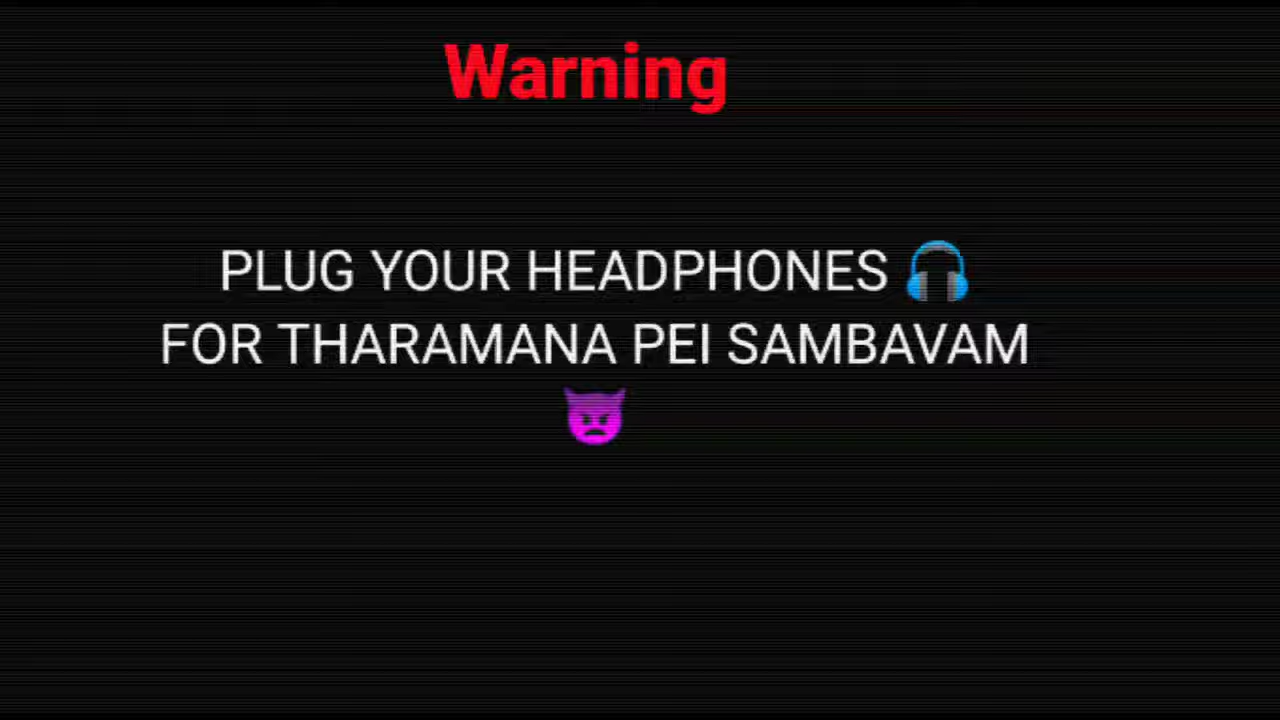 Warning
PLUG YOUR HEADPHONES 🎧
FOR THARAMANA PEI SAMBAVAM
👿